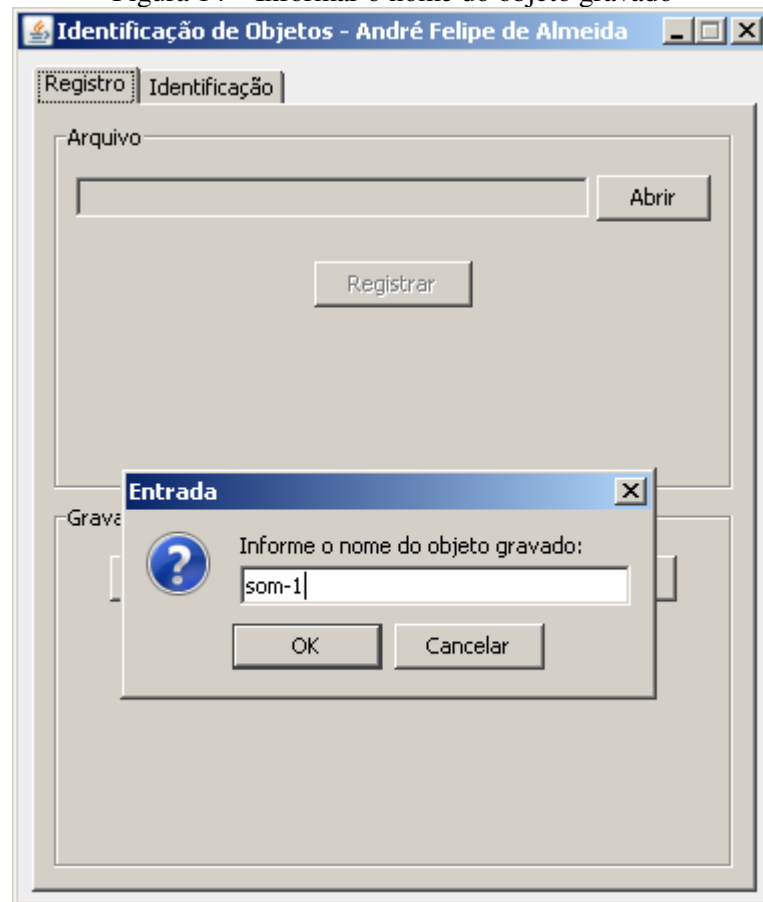 Identificação de Objetos - André Felipe de Almeida
Registro Identificação
Arquivo
Abrir
Registrar
Entrada
Grava
Informe o nome do objeto gravado:
som-1
OK Cancelar